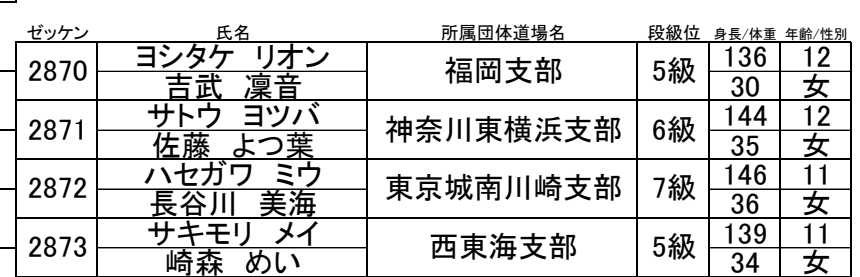 ゼッケン 氏名 所属団体道場名 段級位 身長/体重 年齢/性別
2870 ヨシタケ リオン 福岡支部 5級 136 12
吉武 凜音 30 女
2871 サトウ ヨツバ 神奈川東横浜支部 6級 144 12
佐藤 よつ葉 35 女
2872 ハセガワ ミウ 東京城南川崎支部 7級 146 11
長谷川 美海 36 女
2873 サキモリ メイ 西東海支部 5級 139 11
崎森 めい 34 女